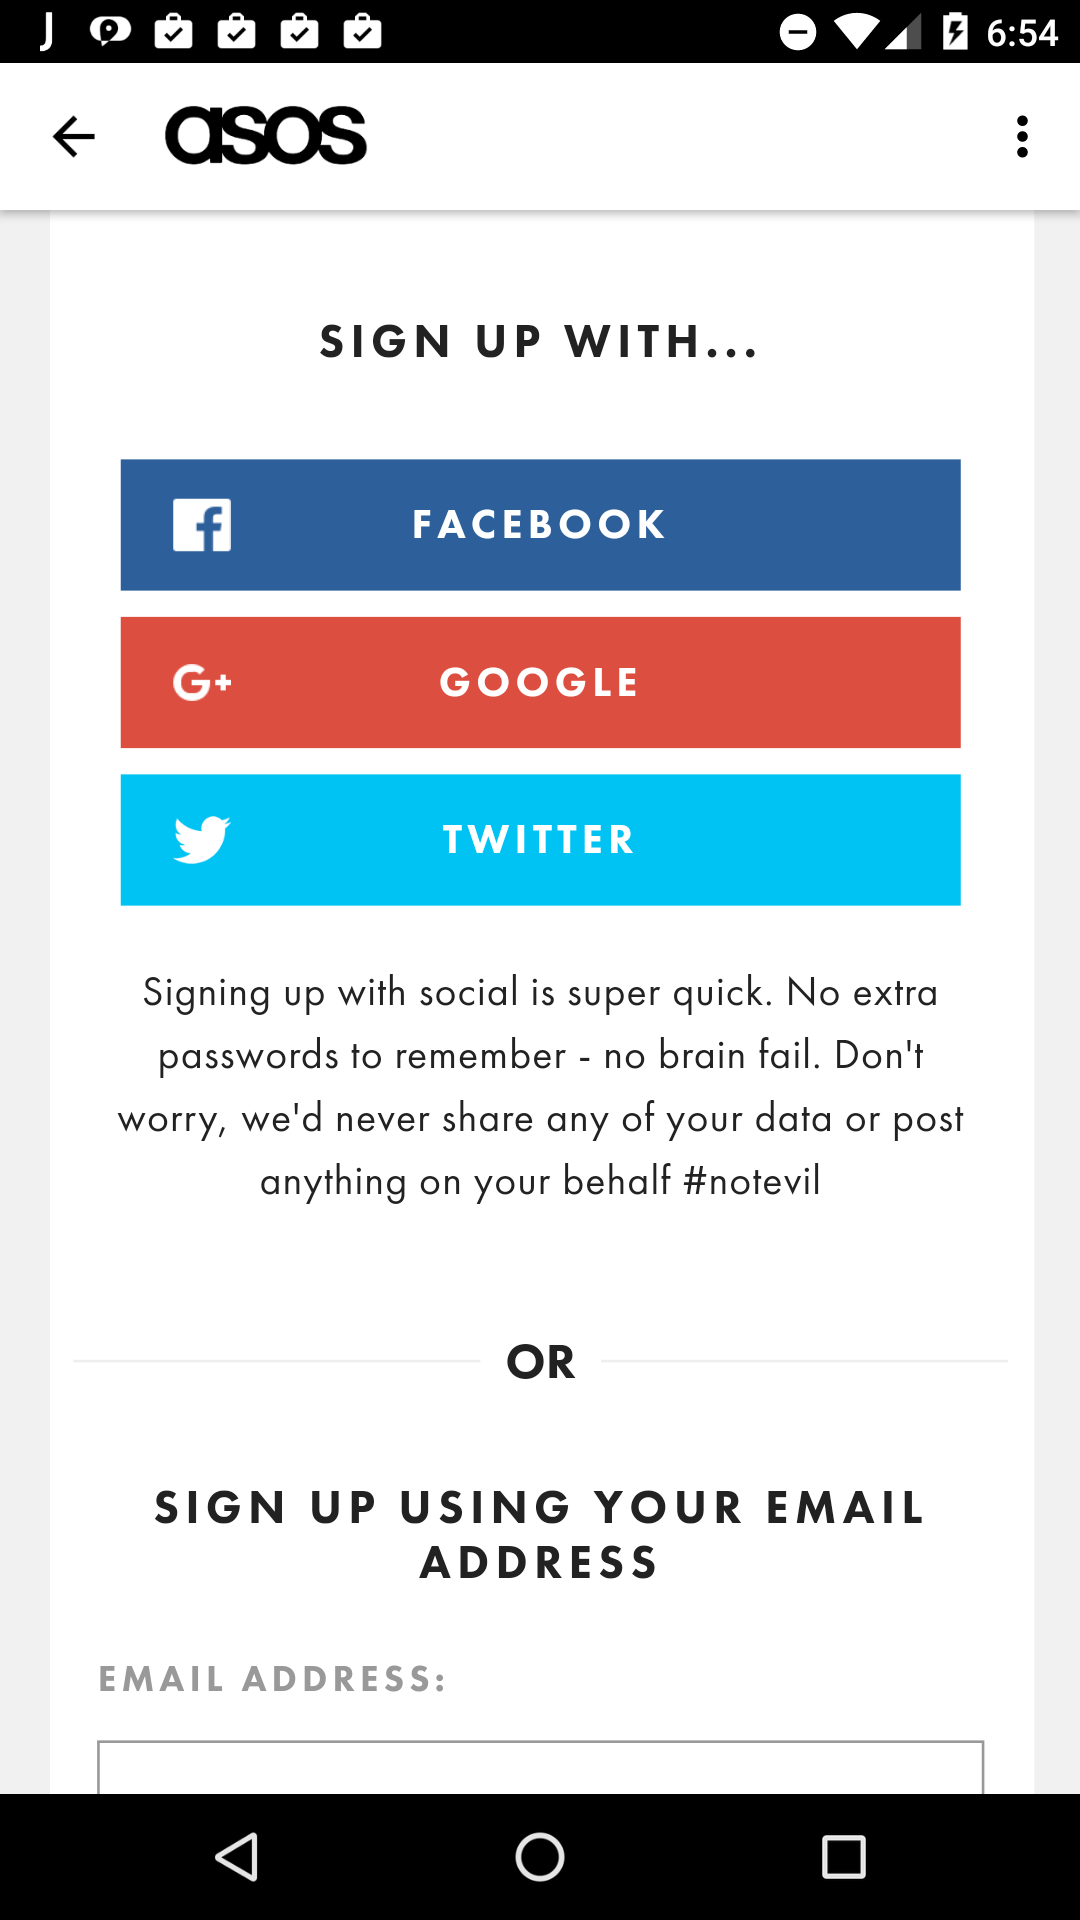 6:54
asos
SIGN UP WITH...
FACEBOOK
G+ GOOGLE
TWITTER
Signing up with social is super quick. No extra
passwords to remember - no brain fail. Don't
worry, we'd never share any of your data or post
anything on your behalf #notevil
OR
SIGN UP USING YOUR EMAIL
ADDRESS
EMAIL ADDRESS: